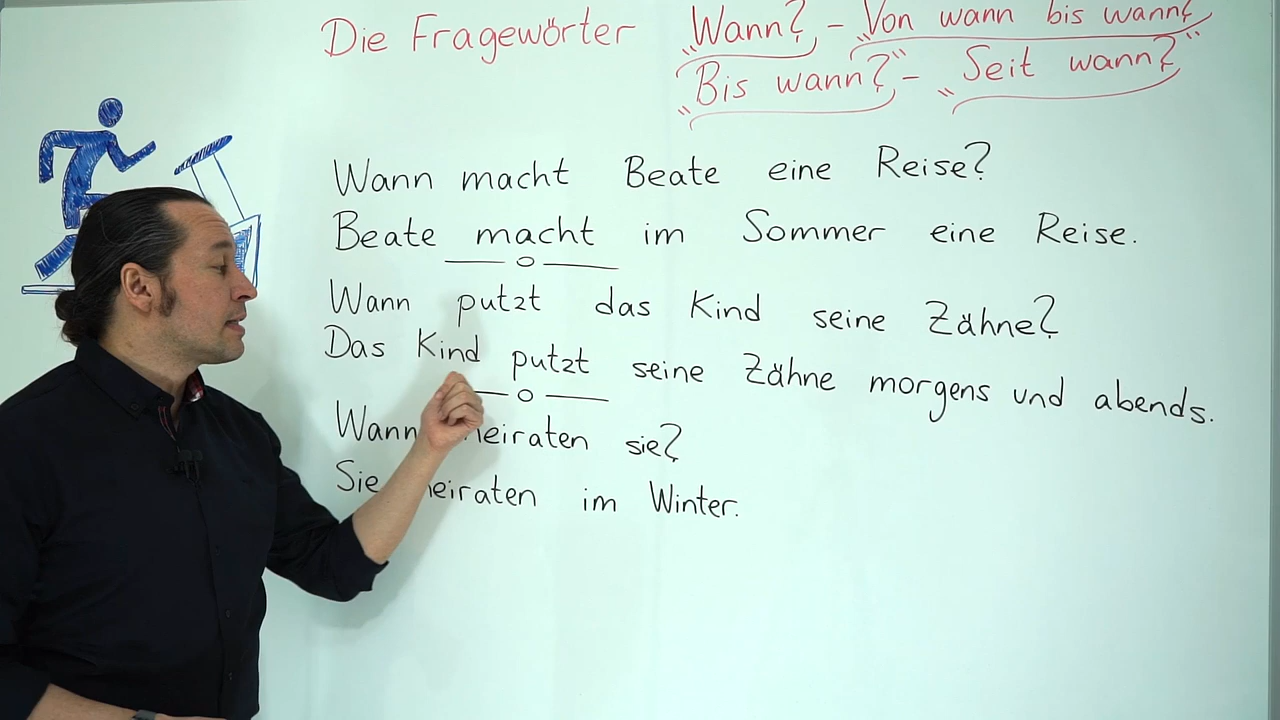 Die Fragewörter „Wann?“ – „Von wann bis wann?“
„Bis wann?“ – „Seit wann?“
Wann macht Beate eine Reise?
Beate macht im Sommer eine Reise.
Wann putzt das Kind seine Zähne?
Das Kind putzt seine Zähne morgens und abends.
Wann heiraten sie?
Sie heiraten im Winter.